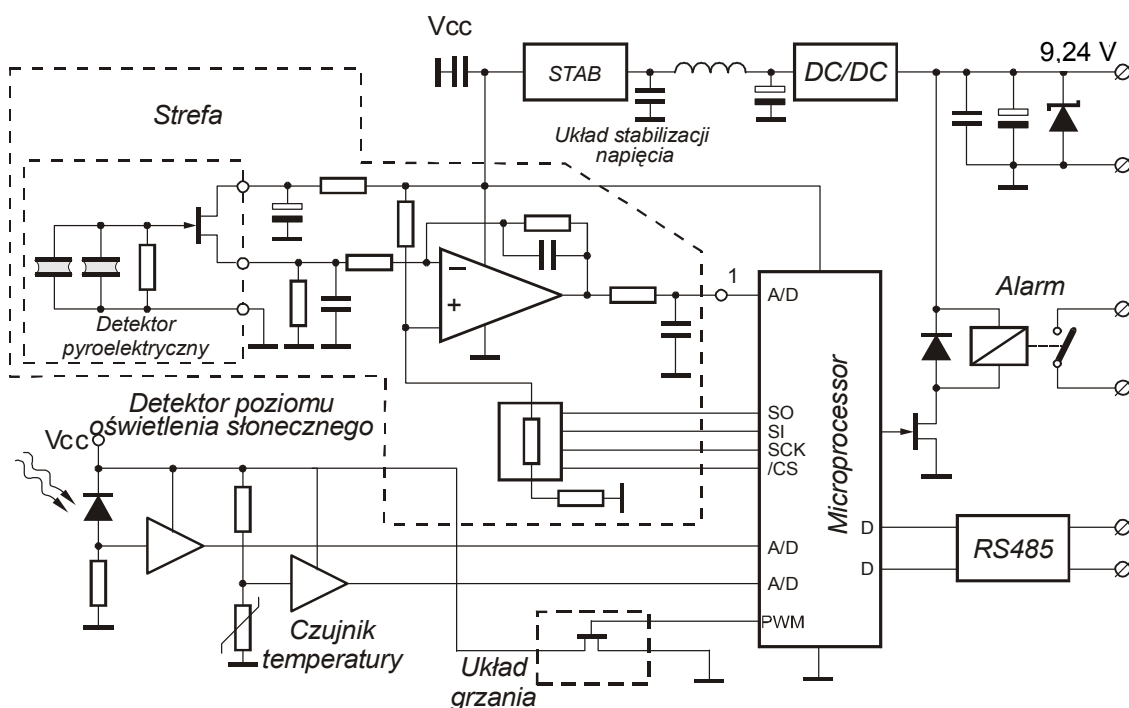 Vcc
STAB
DC/DC
9,24 V
Układ stabilizacji
napięcia
Strefa
Detektor
pyroelektryczny
1
A/D
Alarm
Microprocessor
SO
SI
SCK
/CS
Detektor poziomu
oświetlenia słonecznego
Vcc
A/D
A/D
PWM
D
D
RS485
Czujnik
temperatury
Układ
grzania